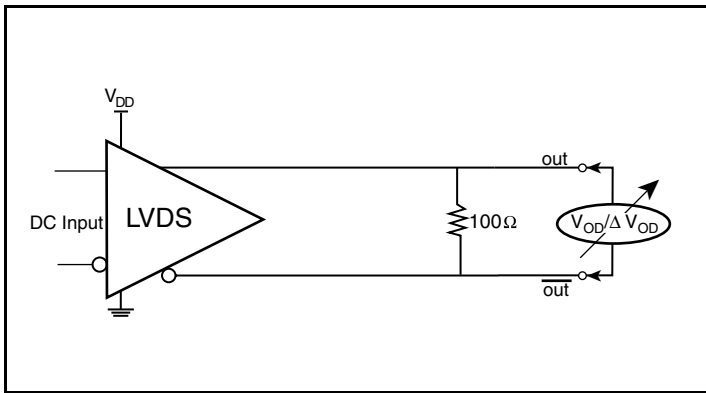 V_DD
out
DC Input
LVDS
100Ω
V_OD/Δ V_OD
out